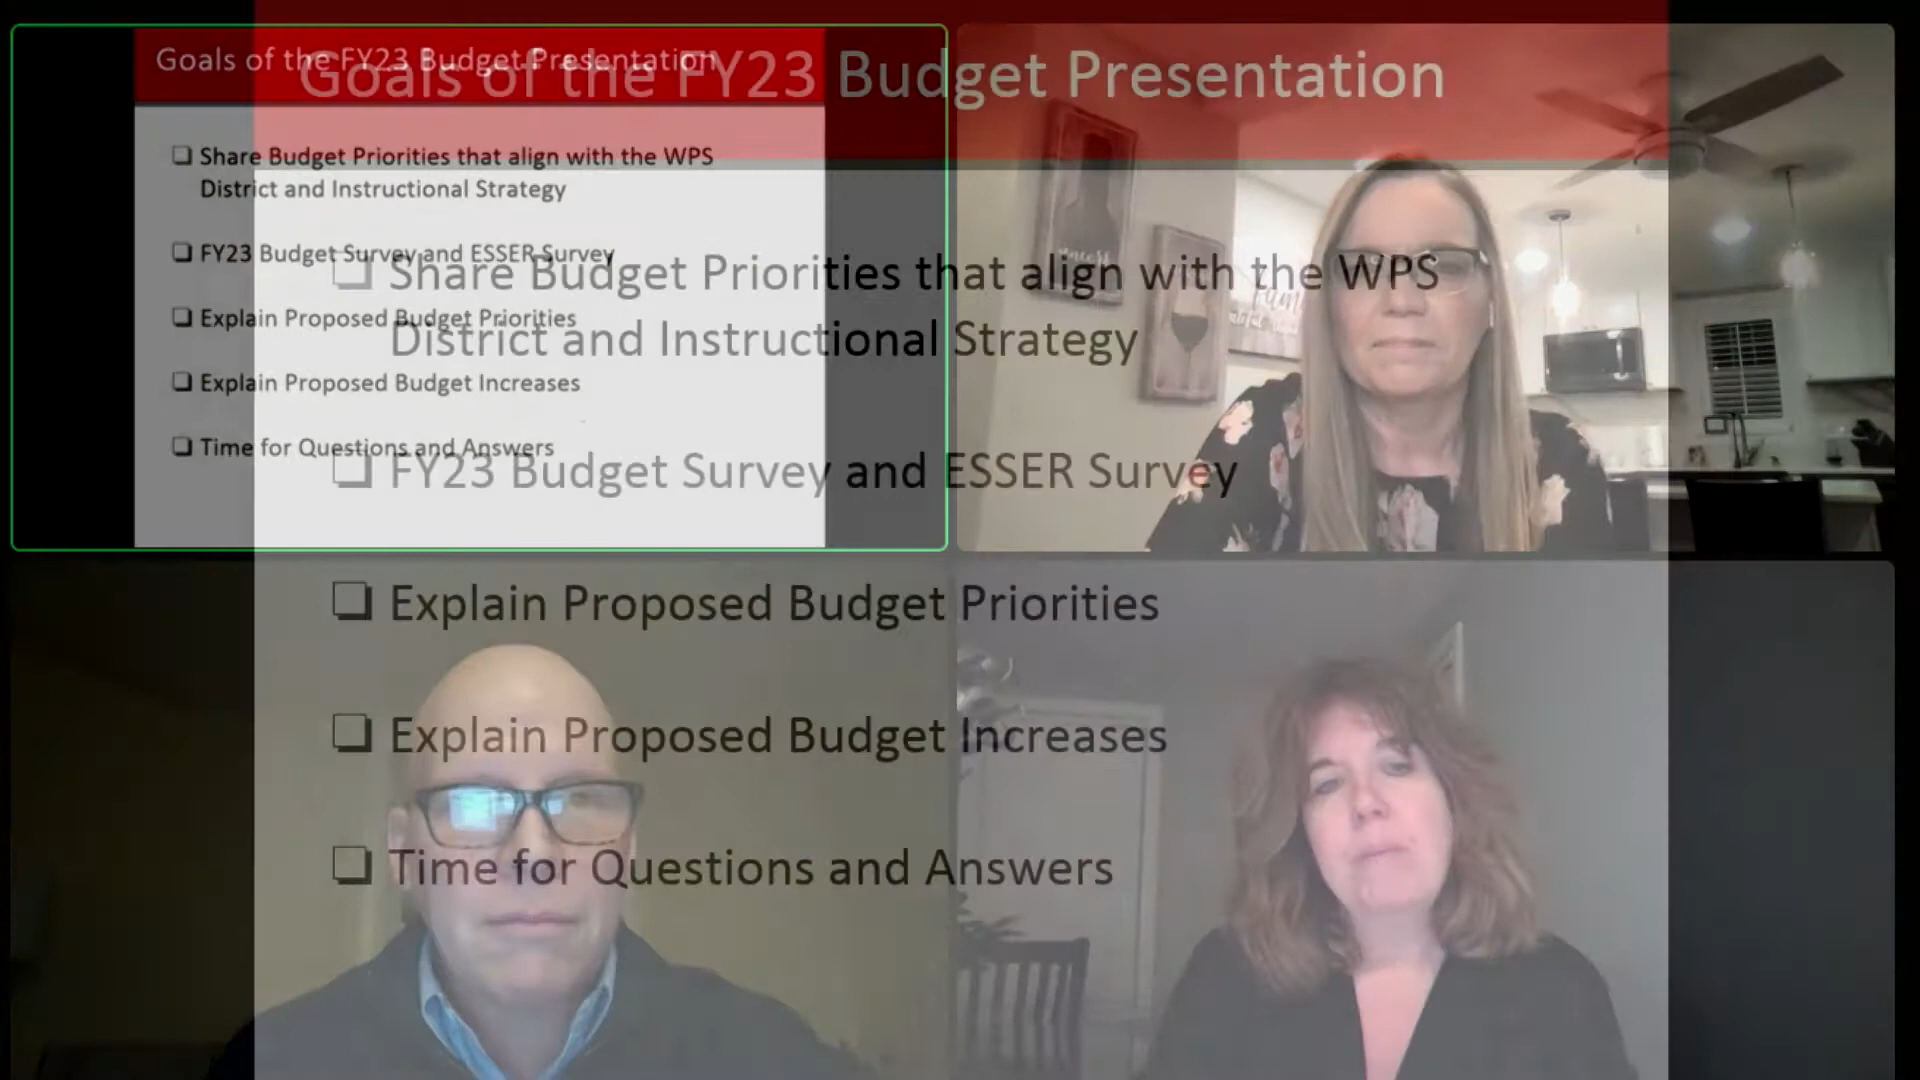 Goals of the FY23 Budget Presentation
❑ Share Budget Priorities that align with the WPS
District and Instructional Strategy
❑ FY23 Budget Survey and ESSER Survey
❑ Explain Proposed Budget Priorities
❑ Explain Proposed Budget Increases
❑ Time for Questions and Answers
Goals of the FY23 Budget Presentation
❑ Share Budget Priorities that align with the WPS
District and Instructional Strategy
❑ FY23 Budget Survey and ESSER Survey
❑ Explain Proposed Budget Priorities
❑ Explain Proposed Budget Increases
❑ Time for Questions and Answers